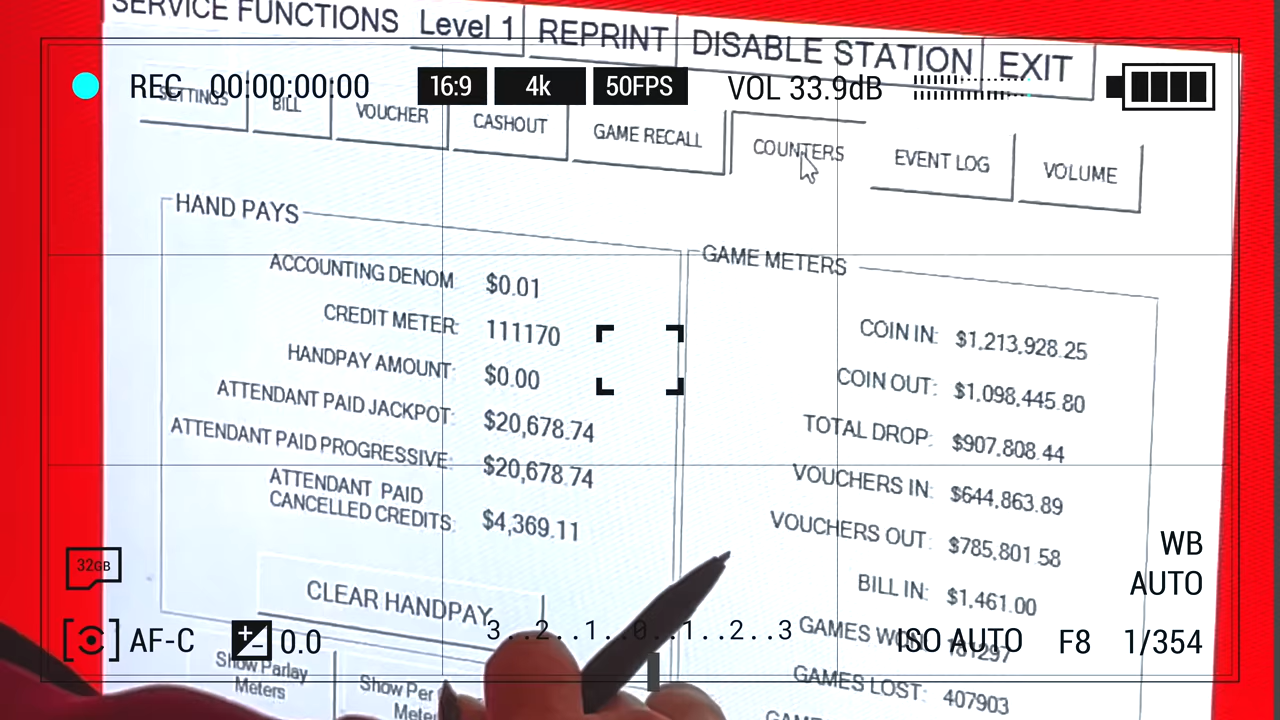 SERVICE FUNCTIONS Level 1 REPRINT DISABLE STATION EXIT
REC 00:00:00:00 16:9 4k 50FPS VOL 33.9dB
SETTINGS BILL VOUCHER CASHOUT GAME RECALL COUNTERS EVENT LOG VOLUME
HAND PAYS
ACCOUNTING DENOM: $0.01
CREDIT METER: 111170
HANDPAY AMOUNT: $0.00
ATTENDANT PAID JACKPOT: $20,678.74
ATTENDANT PAID PROGRESSIVE: $20,678.74
ATTENDANT PAID
CANCELLED CREDITS: $4,369.11
CLEAR HANDPAY
Show Parlay
Meters
Show Per
GAME METERS
COIN IN: $1,213,928.25
COIN OUT: $1,098,445.80
TOTAL DROP: $907,808.44
VOUCHERS IN: $644,863.89
VOUCHERS OUT: $785,801.58
BILL IN: $1,461.00
GAMES WON: 181297
GAMES LOST: 407903
WB
AUTO
32GB
AF-C 0.0 3..2..1..0..1..2..3 ISO AUTO F8 1/354